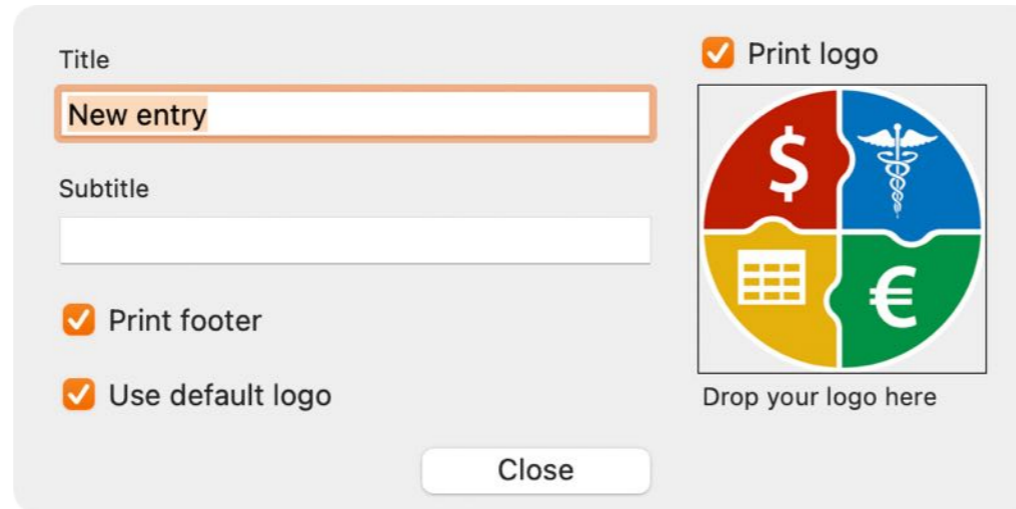 Title
New entry
Subtitle
Print footer
Use default logo
Close
Print logo
$
€
Drop your logo here